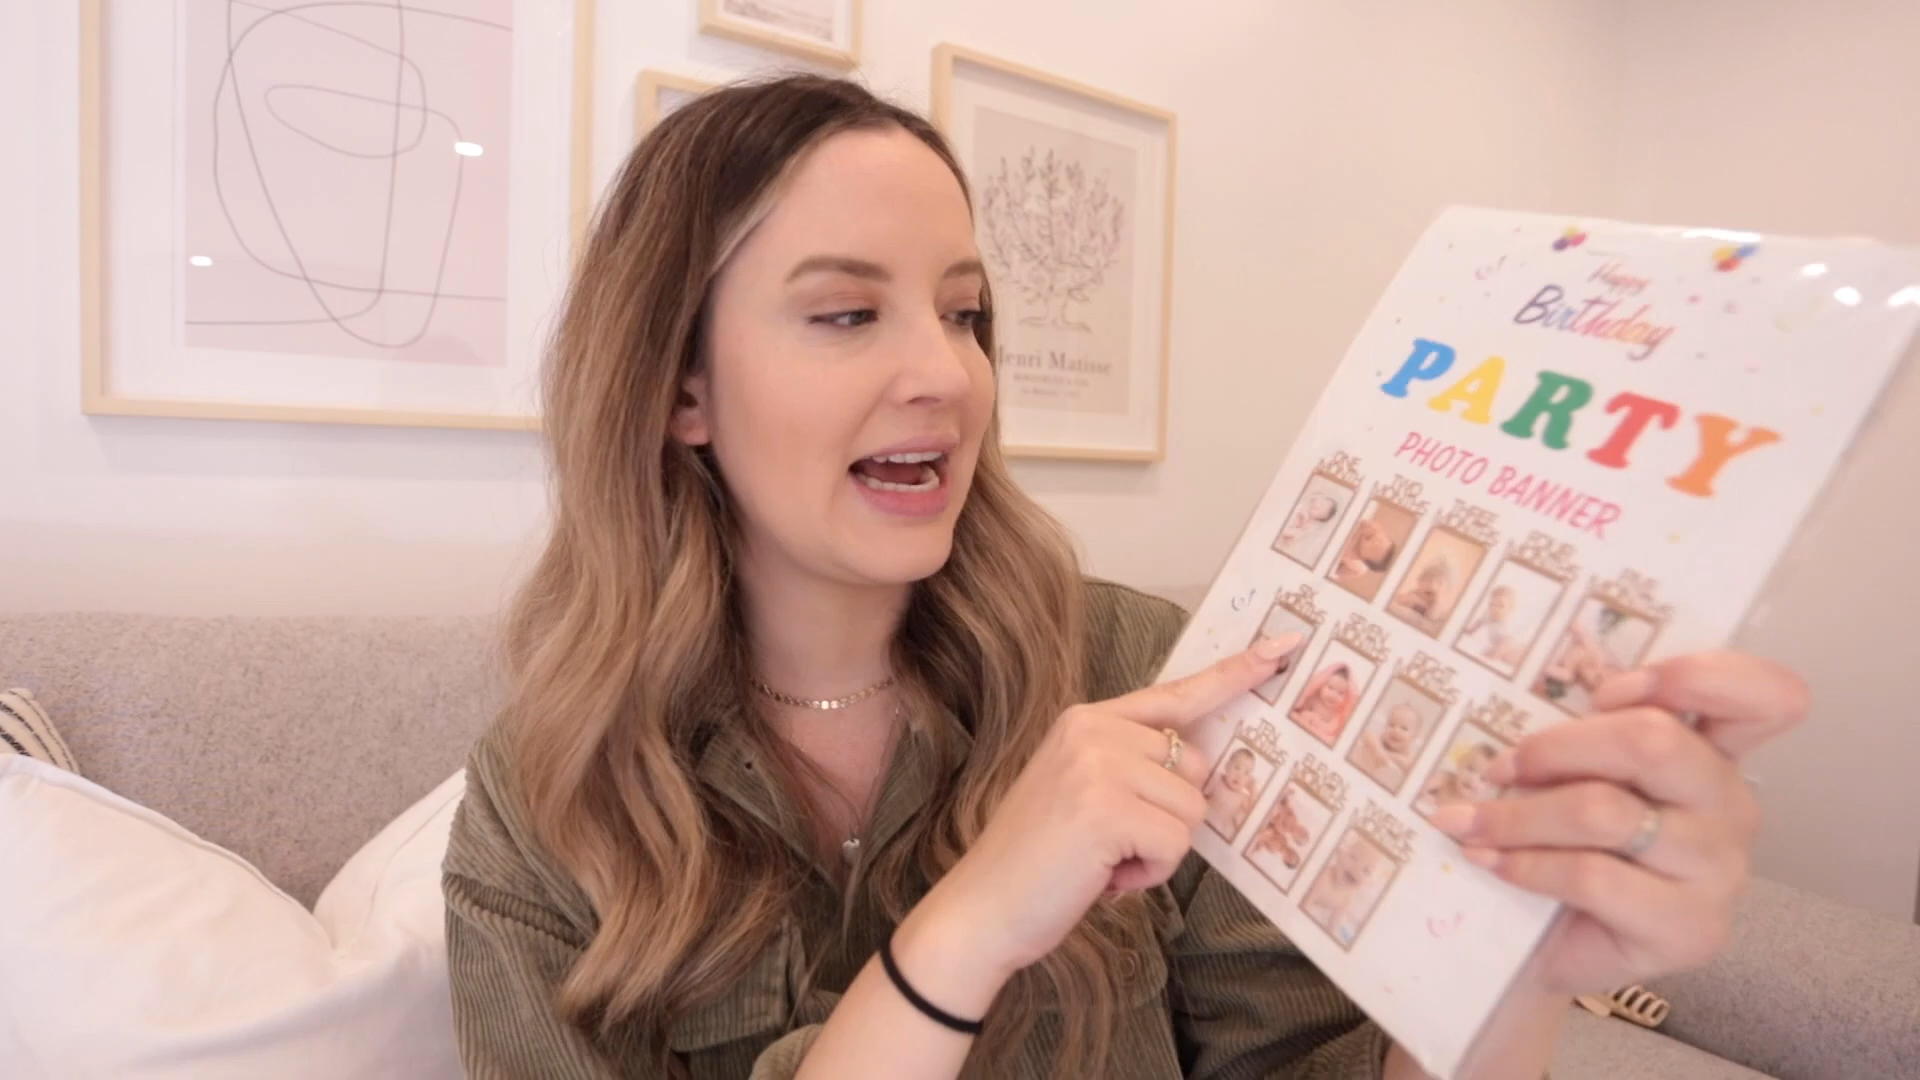 Henri Matisse
Happy
Birthday
PARTY
PHOTO BANNER
ONE
MONTH
TWO
MONTHS
THREE
MONTHS
FOUR
MONTHS
FIVE
MONTHS
SIX
MONTHS
SEVEN
MONTHS
EIGHT
MONTHS
NINE
MONTHS
TEN
MONTHS
ELEVEN
MONTHS
TWELVE
MONTHS